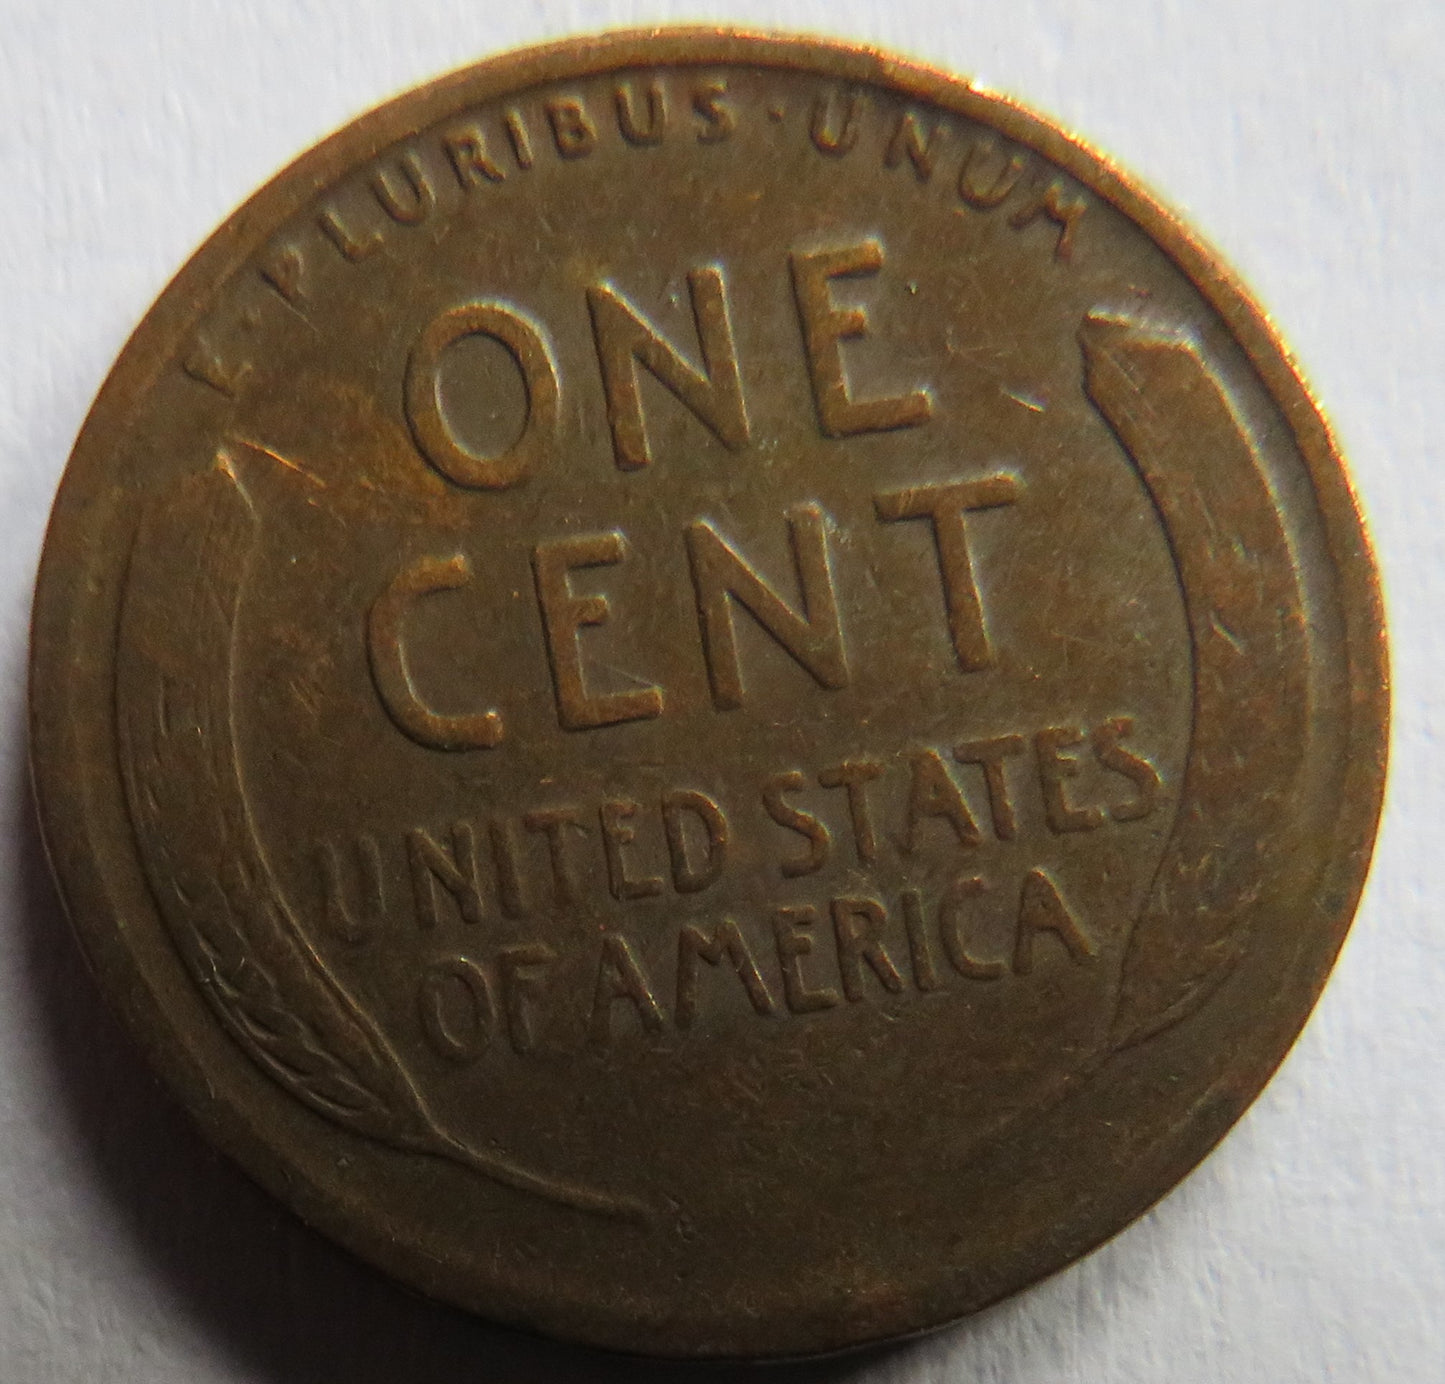 E · PLURIBUS · UNUM
ONE
CENT
UNITED STATES
OF AMERICA